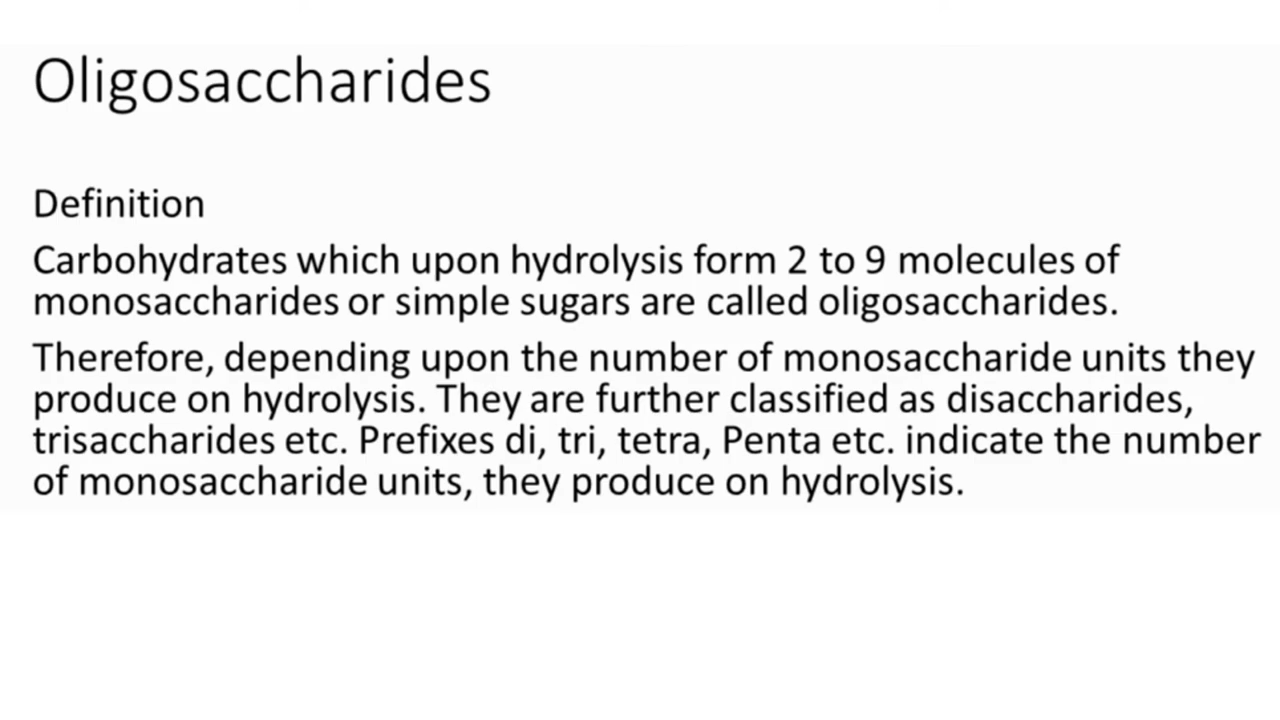 Oligosaccharides
Definition
Carbohydrates which upon hydrolysis form 2 to 9 molecules of
monosaccharides or simple sugars are called oligosaccharides.
Therefore, depending upon the number of monosaccharide units they
produce on hydrolysis. They are further classified as disaccharides,
trisaccharides etc. Prefixes di, tri, tetra, Penta etc. indicate the number
of monosaccharide units, they produce on hydrolysis.